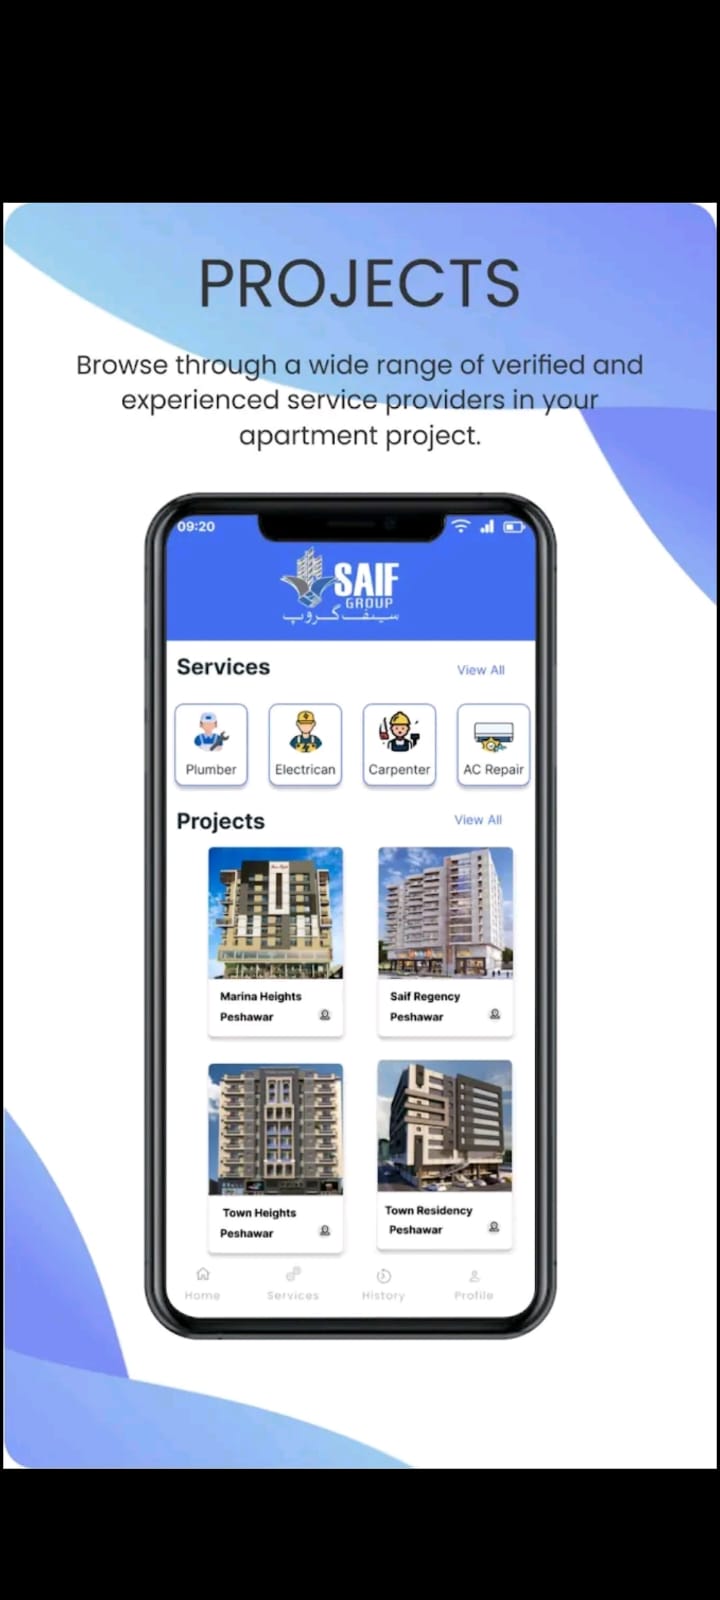 PROJECTS
Browse through a wide range of verified and
experienced service providers in your
apartment project.
09:20
SAIF
GROUP
سیف گروپ
Services
View All
Plumber
Electrican
Carpenter
AC Repair
Projects
View All
Marina Heights
Peshawar
Saif Regency
Peshawar
Town Heights
Peshawar
Town Residency
Peshawar
Home
Services
History
Profile